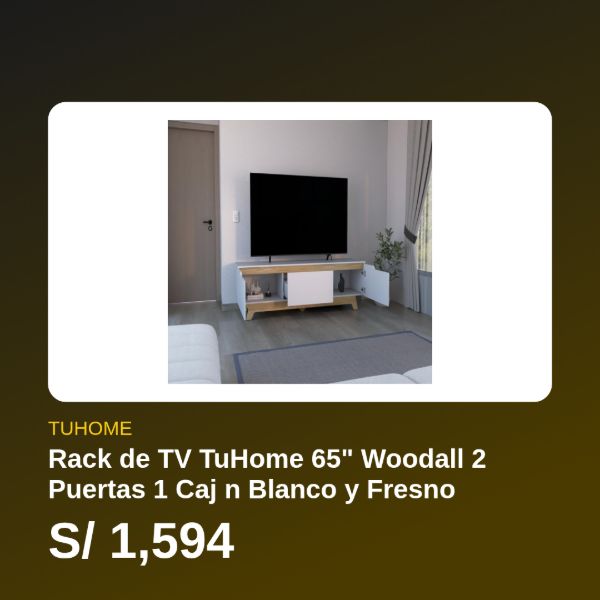 TUHOME
Rack de TV TuHome 65" Woodall 2
Puertas 1 Caj n Blanco y Fresno
S/ 1,594